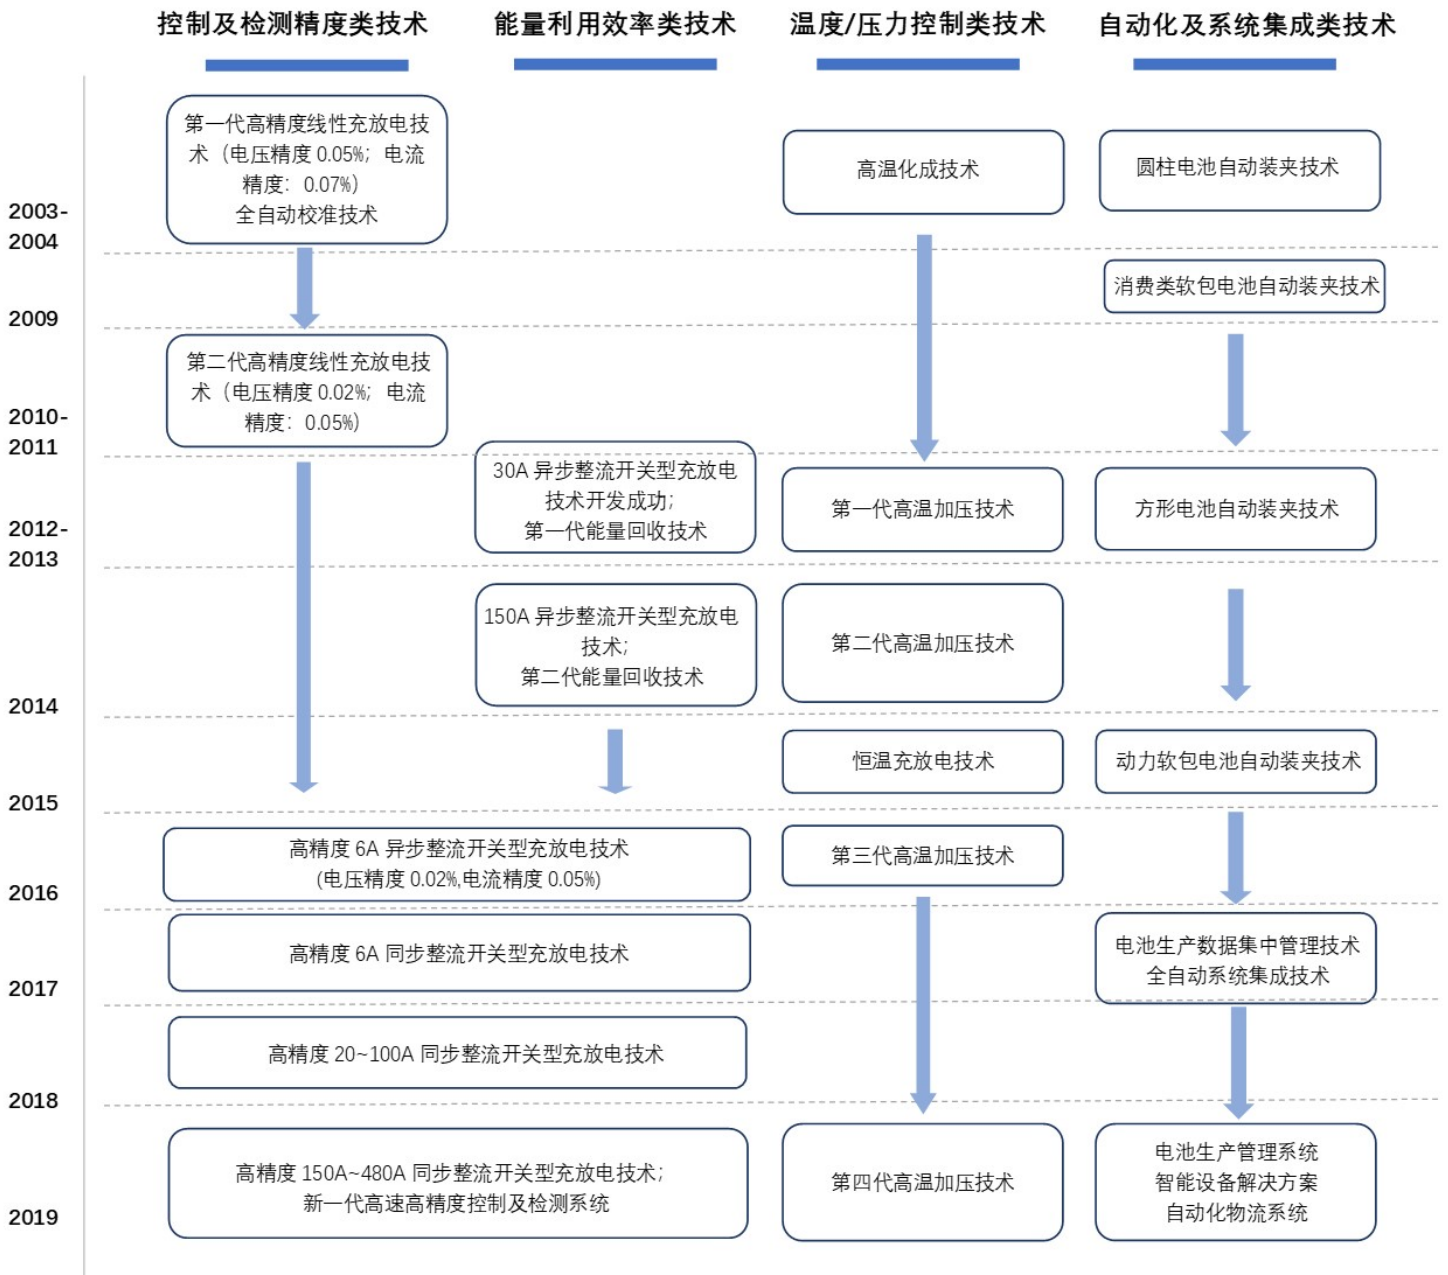 控制及检测精度类技术
能量利用效率类技术
温度/压力控制类技术
自动化及系统集成类技术
2003-
2004
第一代高精度线性充放电技
术（电压精度 0.05%；电流
精度：0.07%）
全自动校准技术
高温化成技术
圆柱电池自动装夹技术
2009
消费类软包电池自动装夹技术
2010-
2011
第二代高精度线性充放电技
术（电压精度 0.02%；电流
精度：0.05%）
2012-
2013
30A 异步整流开关型充放电
技术开发成功；
第一代能量回收技术
第一代高温加压技术
方形电池自动装夹技术
2014
150A 异步整流开关型充放电
技术；
第二代能量回收技术
第二代高温加压技术
2015
恒温充放电技术
动力软包电池自动装夹技术
2016
高精度 6A 异步整流开关型充放电技术
(电压精度 0.02%,电流精度 0.05%)
第三代高温加压技术
2017
高精度 6A 同步整流开关型充放电技术
电池生产数据集中管理技术
全自动系统集成技术
2018
高精度 20~100A 同步整流开关型充放电技术
2019
高精度 150A~480A 同步整流开关型充放电技术；
新一代高速高精度控制及检测系统
第四代高温加压技术
电池生产管理系统
智能设备解决方案
自动化物流系统